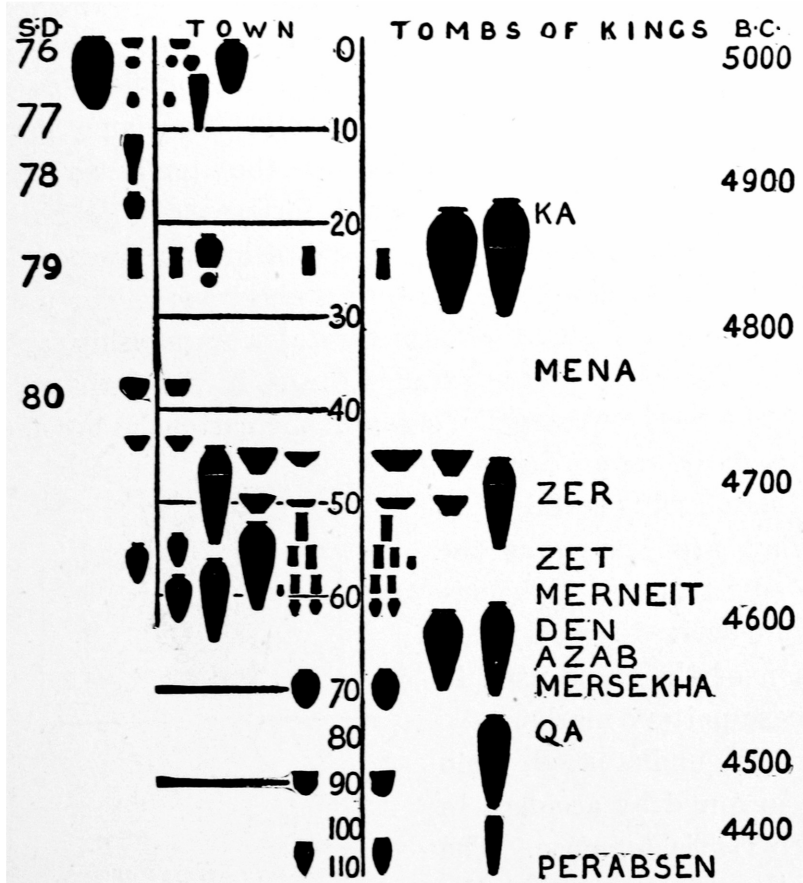 S.D. TOWN TOMBS OF KINGS B.C.
76 0 5000
77 10
78 4900
20 KA
79
30 4800
MENA
80 40
4700
50 ZER
ZET
60 MERNEIT
4600
DEN
AZAB
70 MERSEKHA
80 QA
4500
90
100 4400
110 PERABSEN